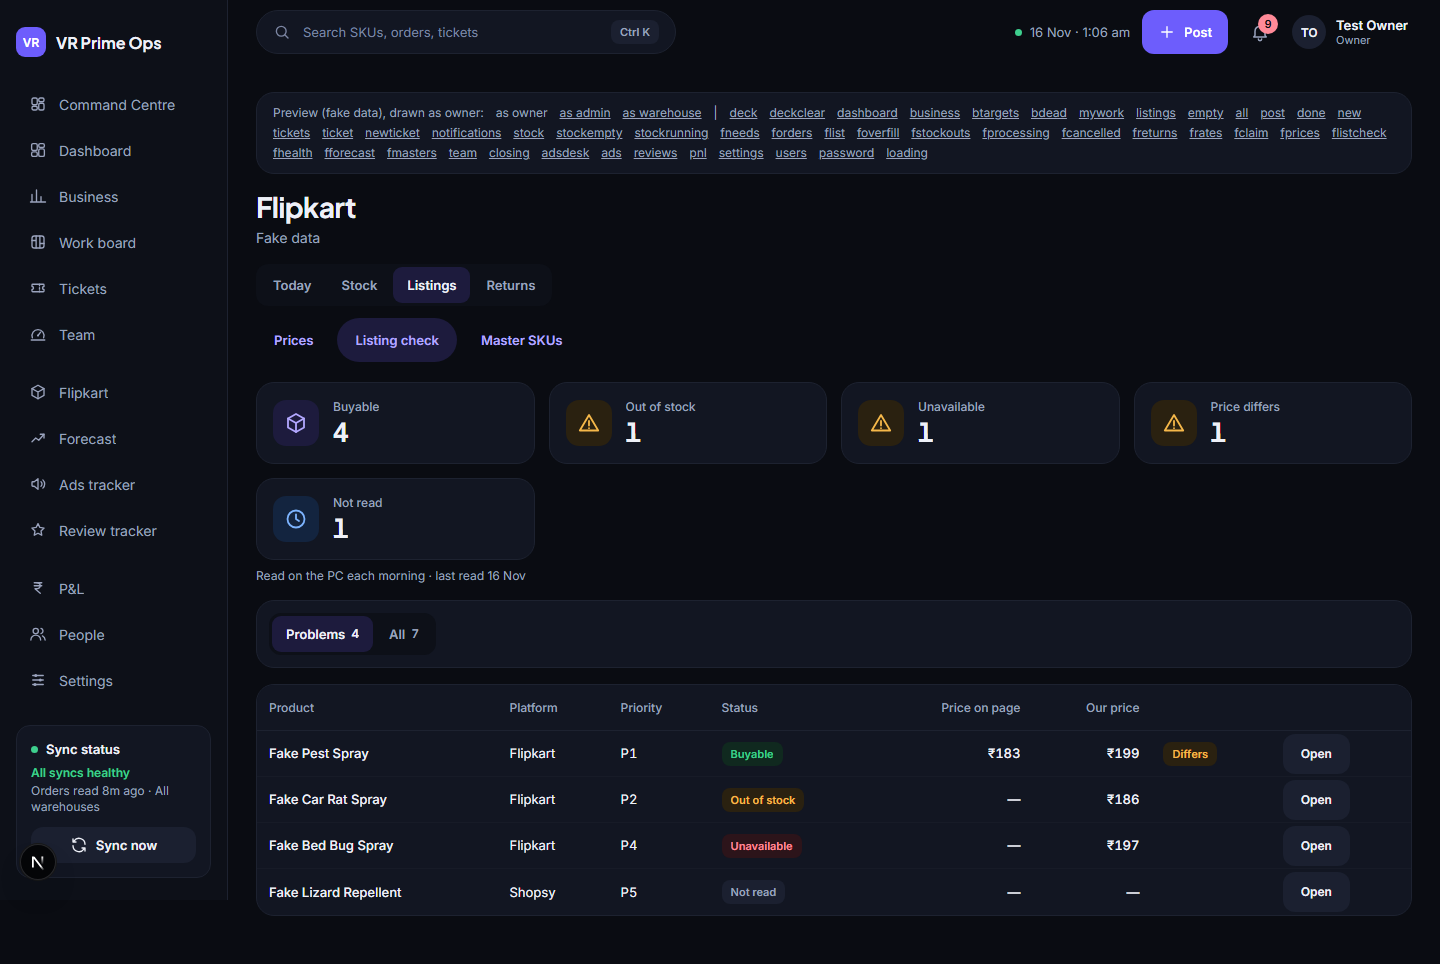 VR
VR Prime Ops
Command Centre
Dashboard
Business
Work board
Tickets
Team
Flipkart
Forecast
Ads tracker
Review tracker
₹
P&L
People
Settings
Sync status
All syncs healthy
Orders read 8m ago · All
warehouses
Sync now
N
Search SKUs, orders, tickets
Ctrl K
16 Nov · 1:06 am
Post
9
TO
Test Owner
Owner
Preview (fake data), drawn as owner: as owner as admin as warehouse | deck deckclear dashboard business btargets bdead mywork listings empty all post done new
tickets ticket newticket notifications stock stockempty stockrunning fneeds forders flist foverfill fstockouts fprocessing fcancelled freturns frates fclaim fprices flistcheck
fhealth fforecast fmasters team closing adsdesk ads reviews pnl settings users password loading
Flipkart
Fake data
Today Stock Listings Returns
Prices Listing check Master SKUs
Buyable
4
Out of stock
1
Unavailable
1
Price differs
1
Not read
1
Read on the PC each morning · last read 16 Nov
Problems 4 All 7
Product Platform Priority Status Price on page Our price
Fake Pest Spray Flipkart P1 Buyable ₹183 ₹199 Differs Open
Fake Car Rat Spray Flipkart P2 Out of stock — ₹186 Open
Fake Bed Bug Spray Flipkart P4 Unavailable — ₹197 Open
Fake Lizard Repellent Shopsy P5 Not read — — Open